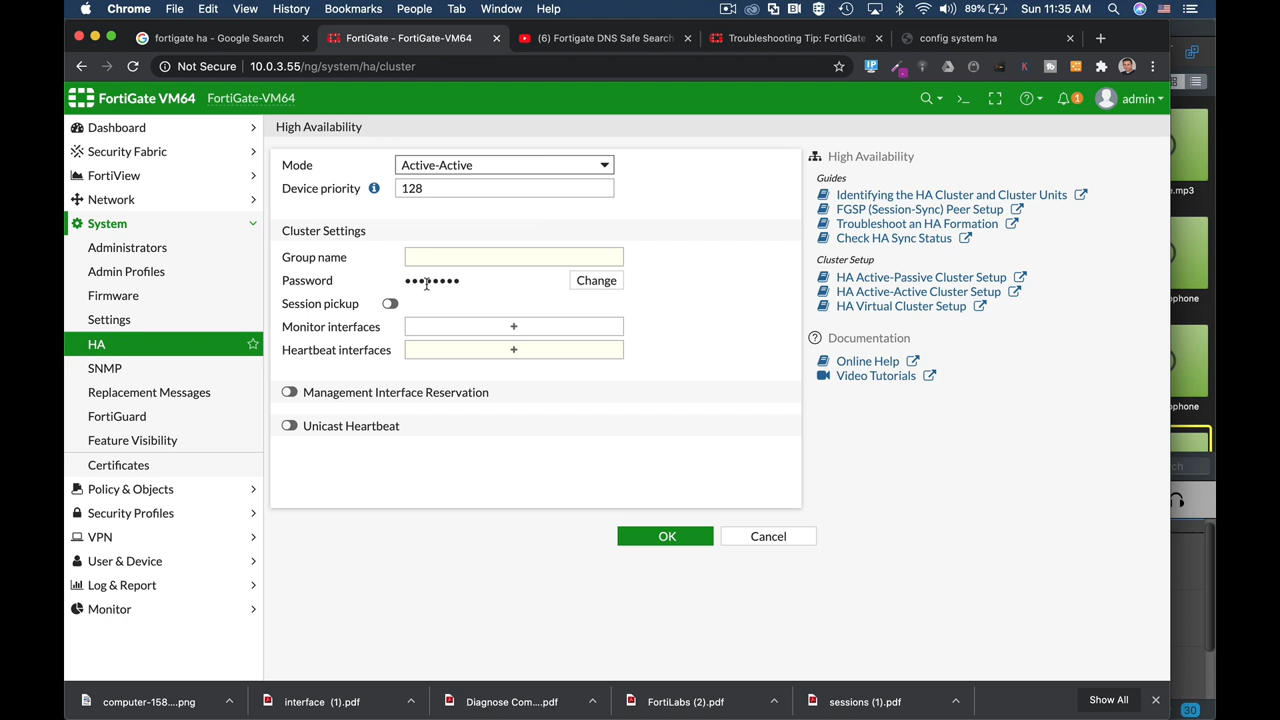 Chrome File Edit View History Bookmarks People Tab Window Help 89% Sun 11:35 AM
fortigate ha - Google Search FortiGate - FortiGate-VM64 (6) Fortigate DNS Safe Search Troubleshooting Tip: FortiGate config system ha
Not Secure 10.0.3.55/ng/system/ha/cluster
FortiGate VM64 FortiGate-VM64 1 admin
Dashboard
Security Fabric
FortiView
Network
System
Administrators
Admin Profiles
Firmware
Settings
HA
SNMP
Replacement Messages
FortiGuard
Feature Visibility
Certificates
Policy & Objects
Security Profiles
VPN
User & Device
Log & Report
Monitor
High Availability
Mode Active-Active
Device priority 128
Cluster Settings
Group name
Password •••••••• Change
Session pickup
Monitor interfaces +
Heartbeat interfaces +
Management Interface Reservation
Unicast Heartbeat
OK Cancel
High Availability
Guides
Identifying the HA Cluster and Cluster Units
FGSP (Session-Sync) Peer Setup
Troubleshoot an HA Formation
Check HA Sync Status
Cluster Setup
HA Active-Passive Cluster Setup
HA Active-Active Cluster Setup
HA Virtual Cluster Setup
Documentation
Online Help
Video Tutorials
e.mp3
phone
phone
ch
computer-158....png interface (1).pdf Diagnose Com....pdf FortiLabs (2).pdf sessions (1).pdf Show All
30